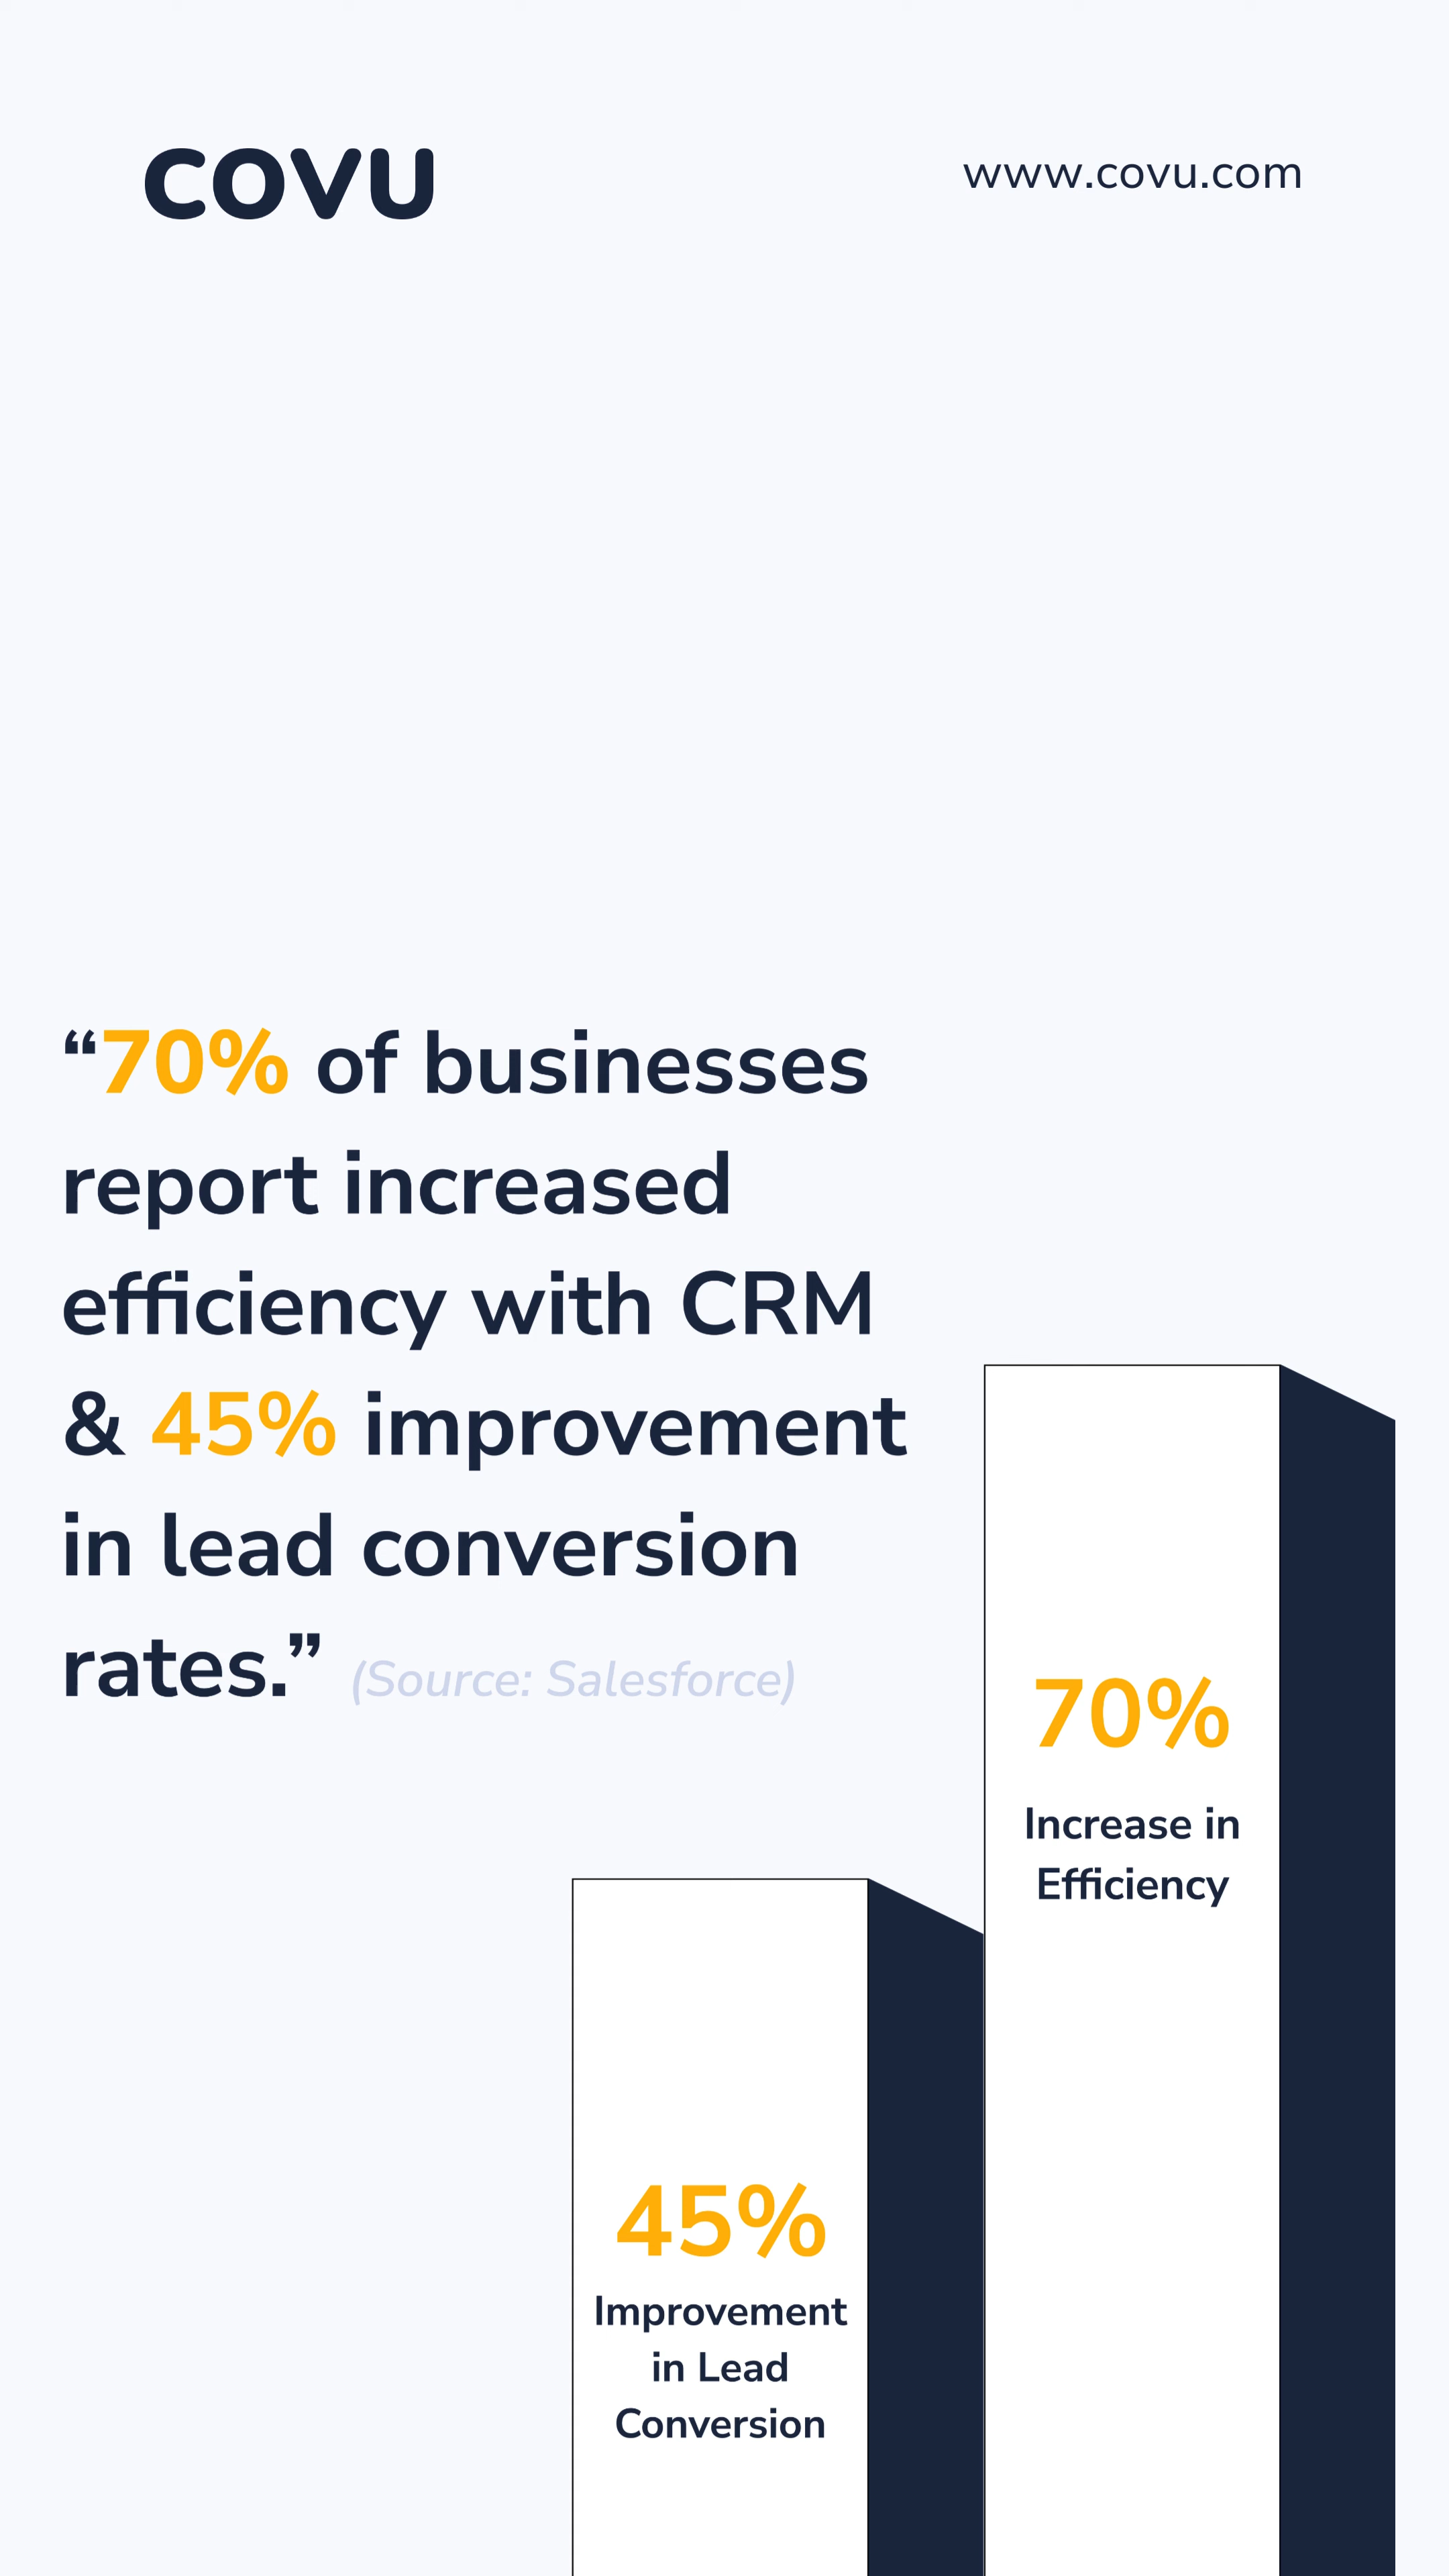 COVU
www.covu.com
“70% of businesses
report increased
efficiency with CRM
& 45% improvement
in lead conversion
rates.” (Source: Salesforce)
70%
Increase in
Efficiency
45%
Improvement
in Lead
Conversion